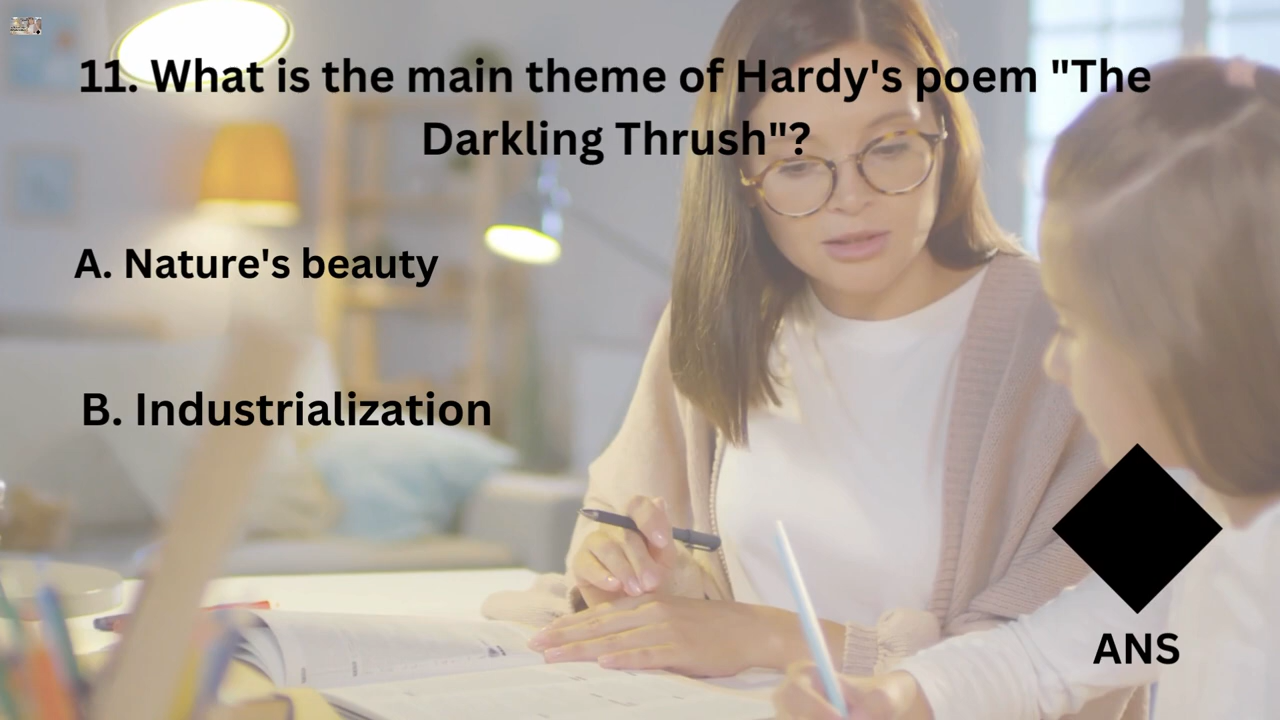 11. What is the main theme of Hardy's poem "The
Darkling Thrush"?
A. Nature's beauty
B. Industrialization
ANS